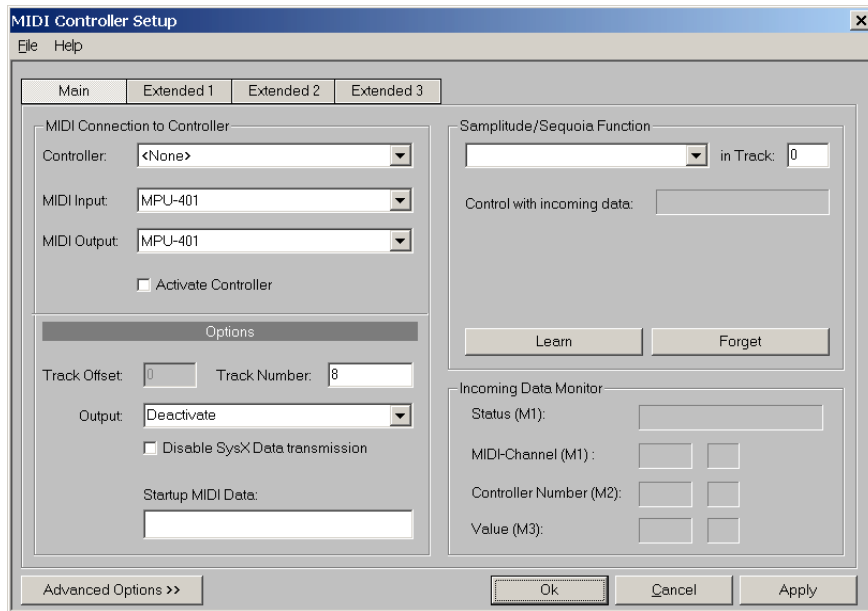 MIDI Controller Setup
File Help
Main Extended 1 Extended 2 Extended 3
MIDI Connection to Controller
Controller: <None>
MIDI Input: MPU-401
MIDI Output: MPU-401
Activate Controller
Options
Track Offset: 0 Track Number: 8
Output: Deactivate
Disable SysX Data transmission
Startup MIDI Data:
Samplitude/Sequoia Function
in Track: 0
Control with incoming data:
Learn Forget
Incoming Data Monitor
Status (M1):
MIDI-Channel (M1) :
Controller Number (M2):
Value (M3):
Advanced Options >> Ok Cancel Apply